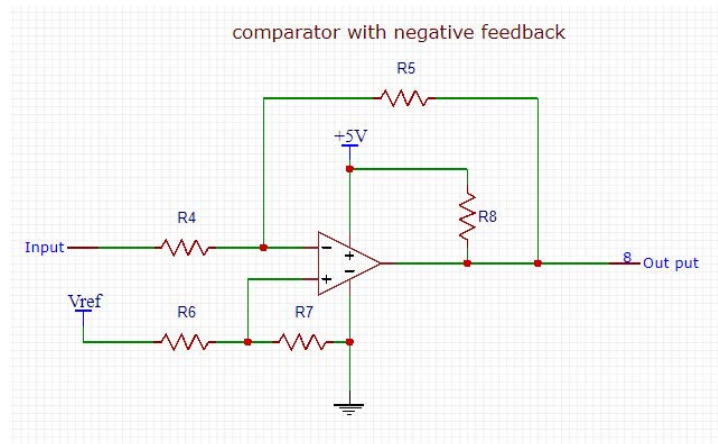 comparator with negative feedback
R5
+5V
R8
R4
Input
8 Out put
Vref
R6
R7